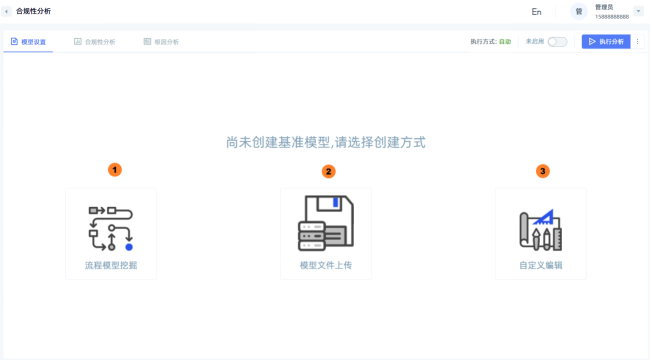 合规性分析
En
管
管理员
15888888888
模型设置
合规性分析
根因分析
执行方式: 自动
未启用
执行分析
尚未创建基准模型,请选择创建方式
1
2
3
流程模型挖掘
模型文件上传
自定义编辑